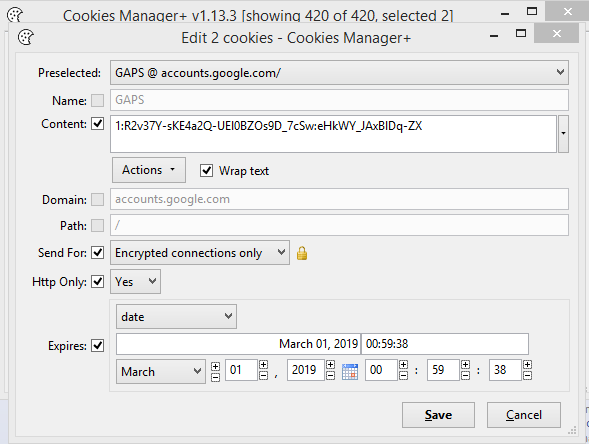 Cookies Manager+ v1.13.3 [showing 420 of 420, selected 2]
Edit 2 cookies - Cookies Manager+
Preselected: GAPS @ accounts.google.com/
Name: GAPS
Content: 1:R2v37Y-sKE4a2Q-UEI0BZOs9D_7cSw:eHkWY_JAxBIDq-ZX
Actions Wrap text
Domain: accounts.google.com
Path: /
Send For: Encrypted connections only
Http Only: Yes
date
Expires: March 01, 2019 00:59:38
March 01 , 2019 00 : 59 : 38
Save Cancel